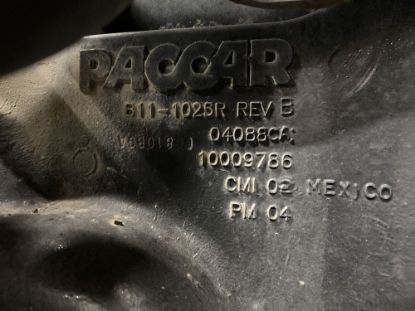 PACCAR
B11-1028R REV B
04088CA
10009786
CMI 02 MEXICO
PM 04